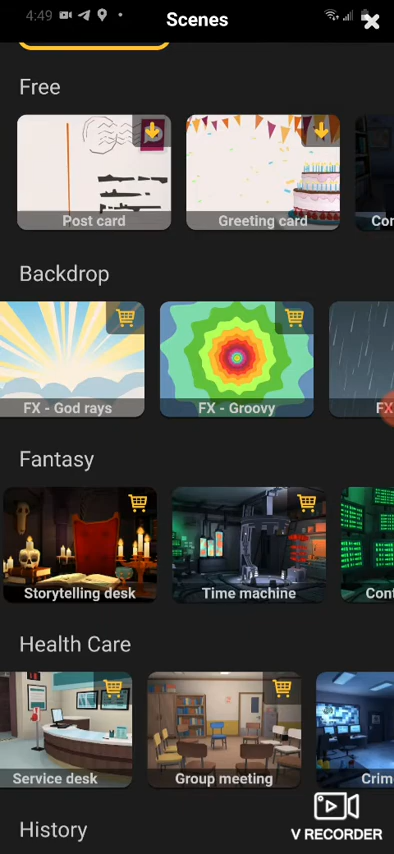 4:49
Scenes
Free
Post card
Greeting card
Backdrop
FX - God rays
FX - Groovy
FX
Fantasy
Storytelling desk
Time machine
Health Care
Service desk
Group meeting
V RECORDER
History